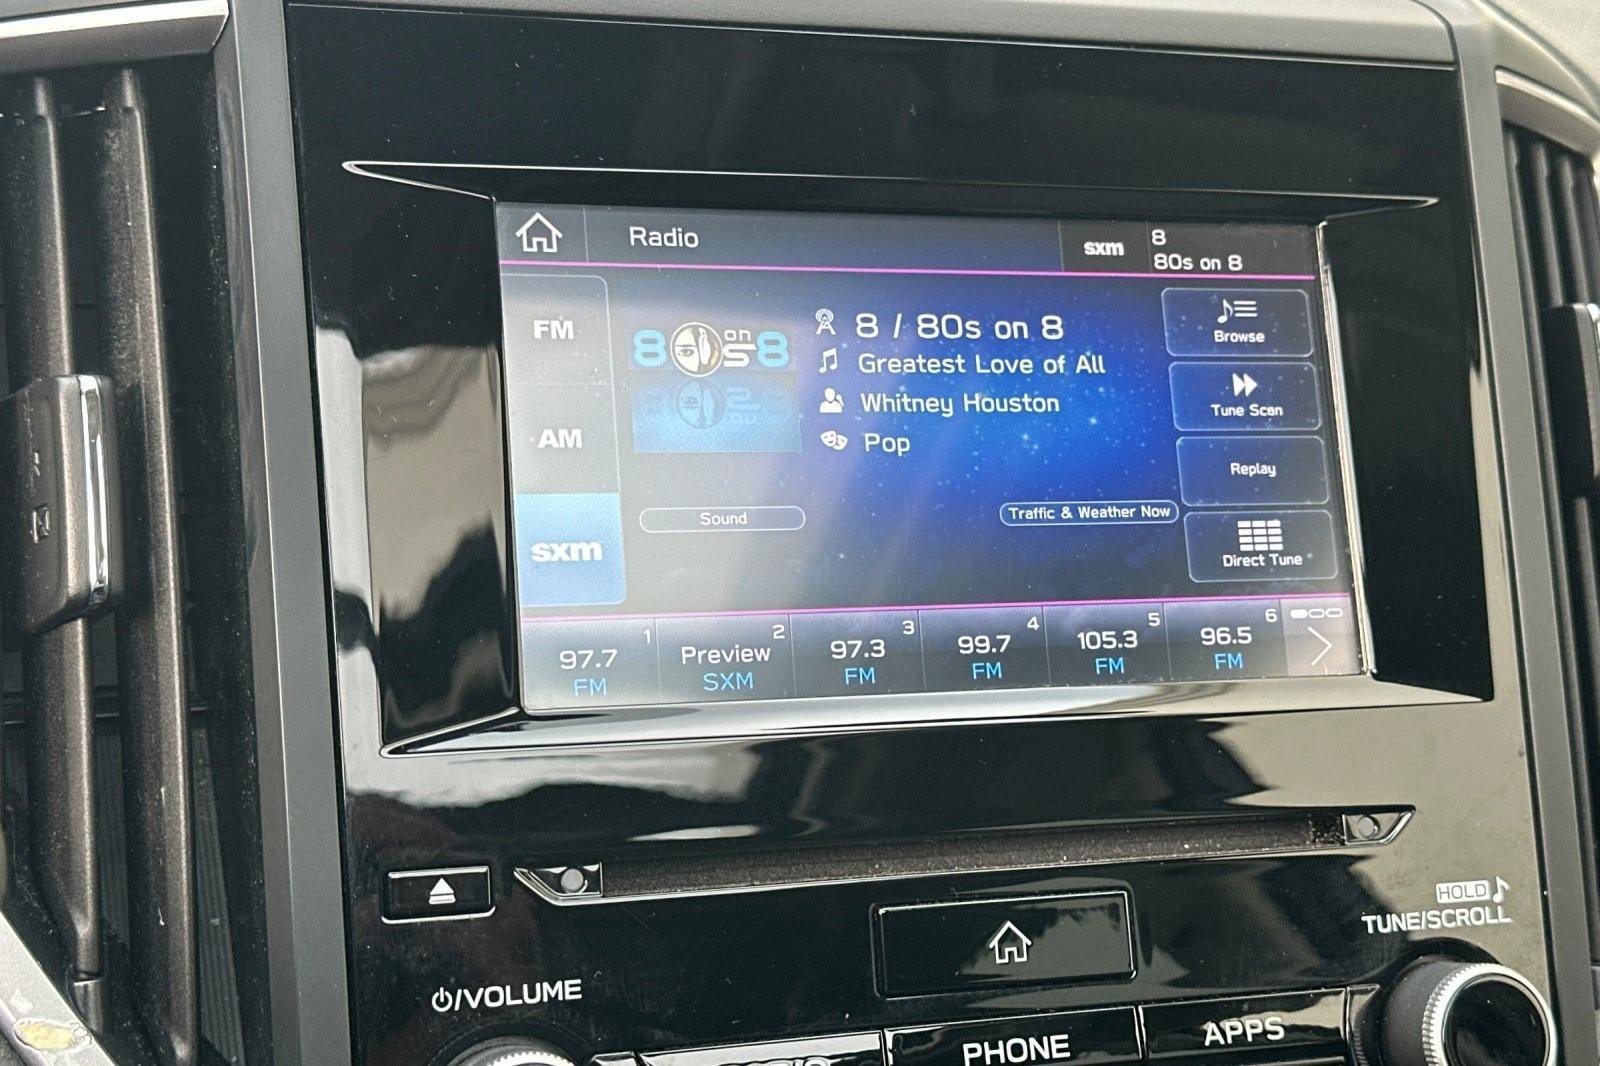 Radio
sxm
8
80s on 8
FM
AM
sxm
80s on 8
8 / 80s on 8
Greatest Love of All
Whitney Houston
Pop
Sound
Traffic & Weather Now
Browse
Tune Scan
Replay
Direct Tune
1
97.7
FM
2
Preview
SXM
3
97.3
FM
4
99.7
FM
5
105.3
FM
6
96.5
FM
HOLD
TUNE/SCROLL
/VOLUME
PHONE
APPS